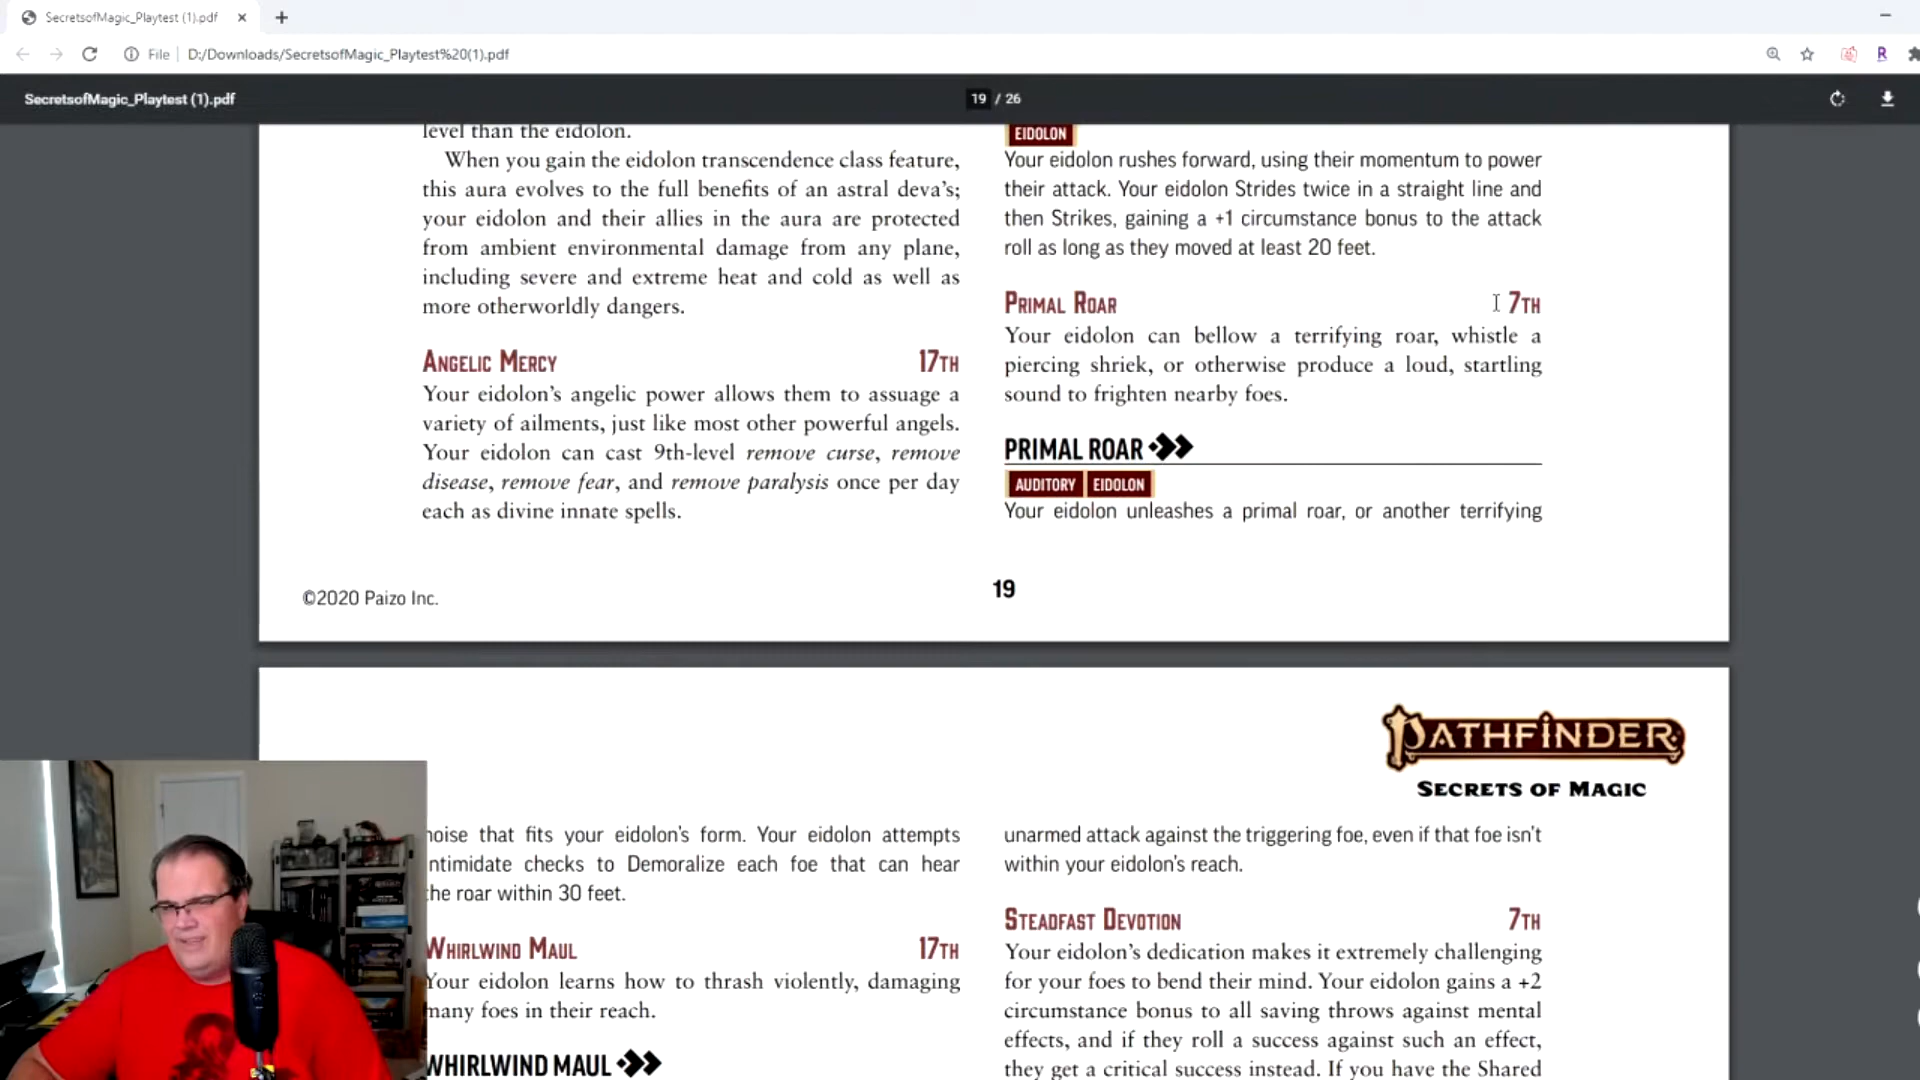 SecretsofMagic_Playtest (1).pdf
File
D:/Downloads/SecretsofMagic_Playtest%20(1).pdf
R
SecretsofMagic_Playtest (1).pdf
19 / 26
level than the eidolon.
When you gain the eidolon transcendence class feature,
this aura evolves to the full benefits of an astral deva's;
your eidolon and their allies in the aura are protected
from ambient environmental damage from any plane,
including severe and extreme heat and cold as well as
more otherworldly dangers.
ANGELIC MERCY 17TH
Your eidolon's angelic power allows them to assuage a
variety of ailments, just like most other powerful angels.
Your eidolon can cast 9th-level remove curse, remove
disease, remove fear, and remove paralysis once per day
each as divine innate spells.
EIDOLON
Your eidolon rushes forward, using their momentum to power
their attack. Your eidolon Strides twice in a straight line and
then Strikes, gaining a +1 circumstance bonus to the attack
roll as long as they moved at least 20 feet.
PRIMAL ROAR 7TH
Your eidolon can bellow a terrifying roar, whistle a
piercing shriek, or otherwise produce a loud, startling
sound to frighten nearby foes.
PRIMAL ROAR
AUDITORY EIDOLON
Your eidolon unleashes a primal roar, or another terrifying
©2020 Paizo Inc.
19
PATHFINDER
SECRETS OF MAGIC
noise that fits your eidolon's form. Your eidolon attempts
ntimidate checks to Demoralize each foe that can hear
the roar within 30 feet.
WHIRLWIND MAUL 17TH
Your eidolon learns how to thrash violently, damaging
many foes in their reach.
WHIRLWIND MAUL
unarmed attack against the triggering foe, even if that foe isn't
within your eidolon's reach.
STEADFAST DEVOTION 7TH
Your eidolon's dedication makes it extremely challenging
for your foes to bend their mind. Your eidolon gains a +2
circumstance bonus to all saving throws against mental
effects, and if they roll a success against such an effect,
they get a critical success instead. If you have the Shared